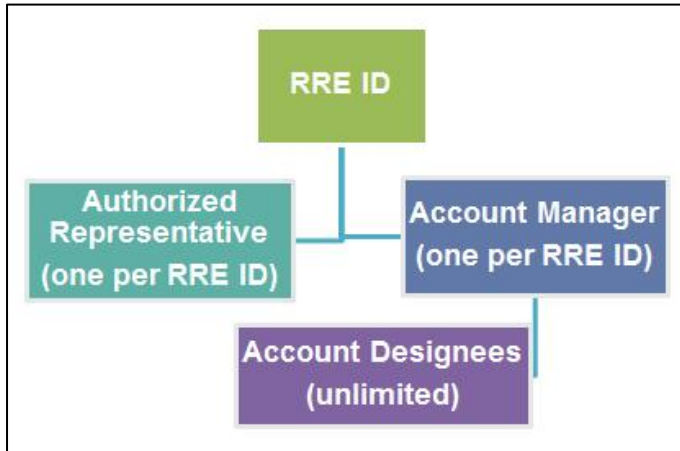 RRE ID
Authorized
Representative
(one per RRE ID)
Account Manager
(one per RRE ID)
Account Designees
(unlimited)